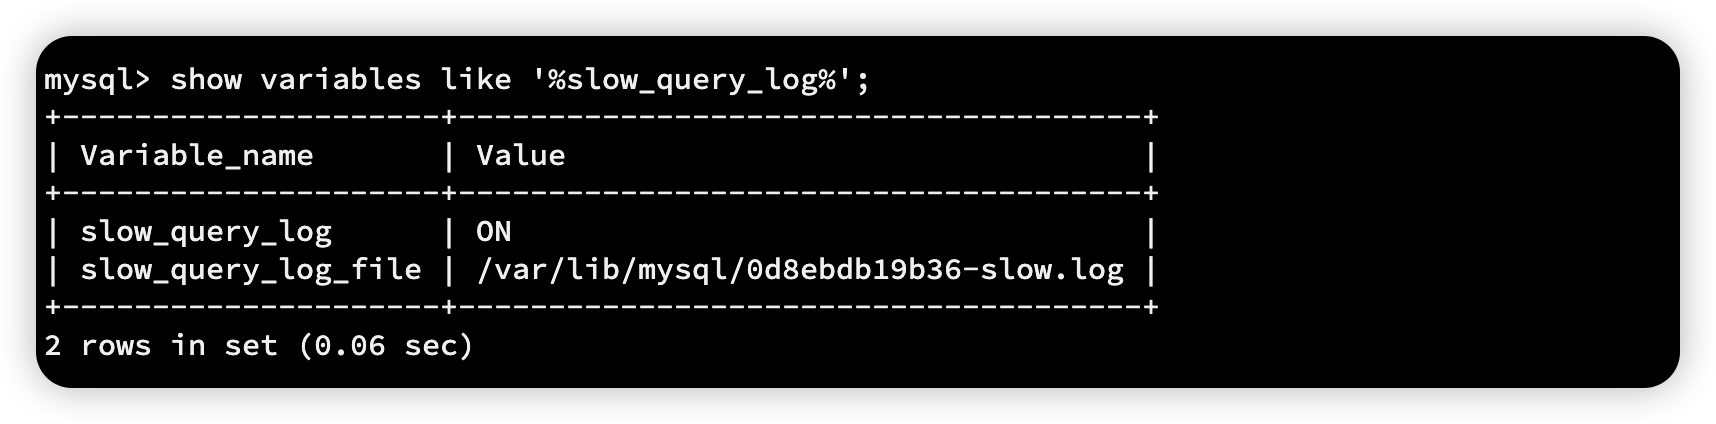 mysql> show variables like '%slow_query_log%';
+---------------------+-------------------------------------+
| Variable_name       | Value                               |
+---------------------+-------------------------------------+
| slow_query_log      | ON                                  |
| slow_query_log_file | /var/lib/mysql/0d8ebdb19b36-slow.log |
+---------------------+-------------------------------------+
2 rows in set (0.06 sec)